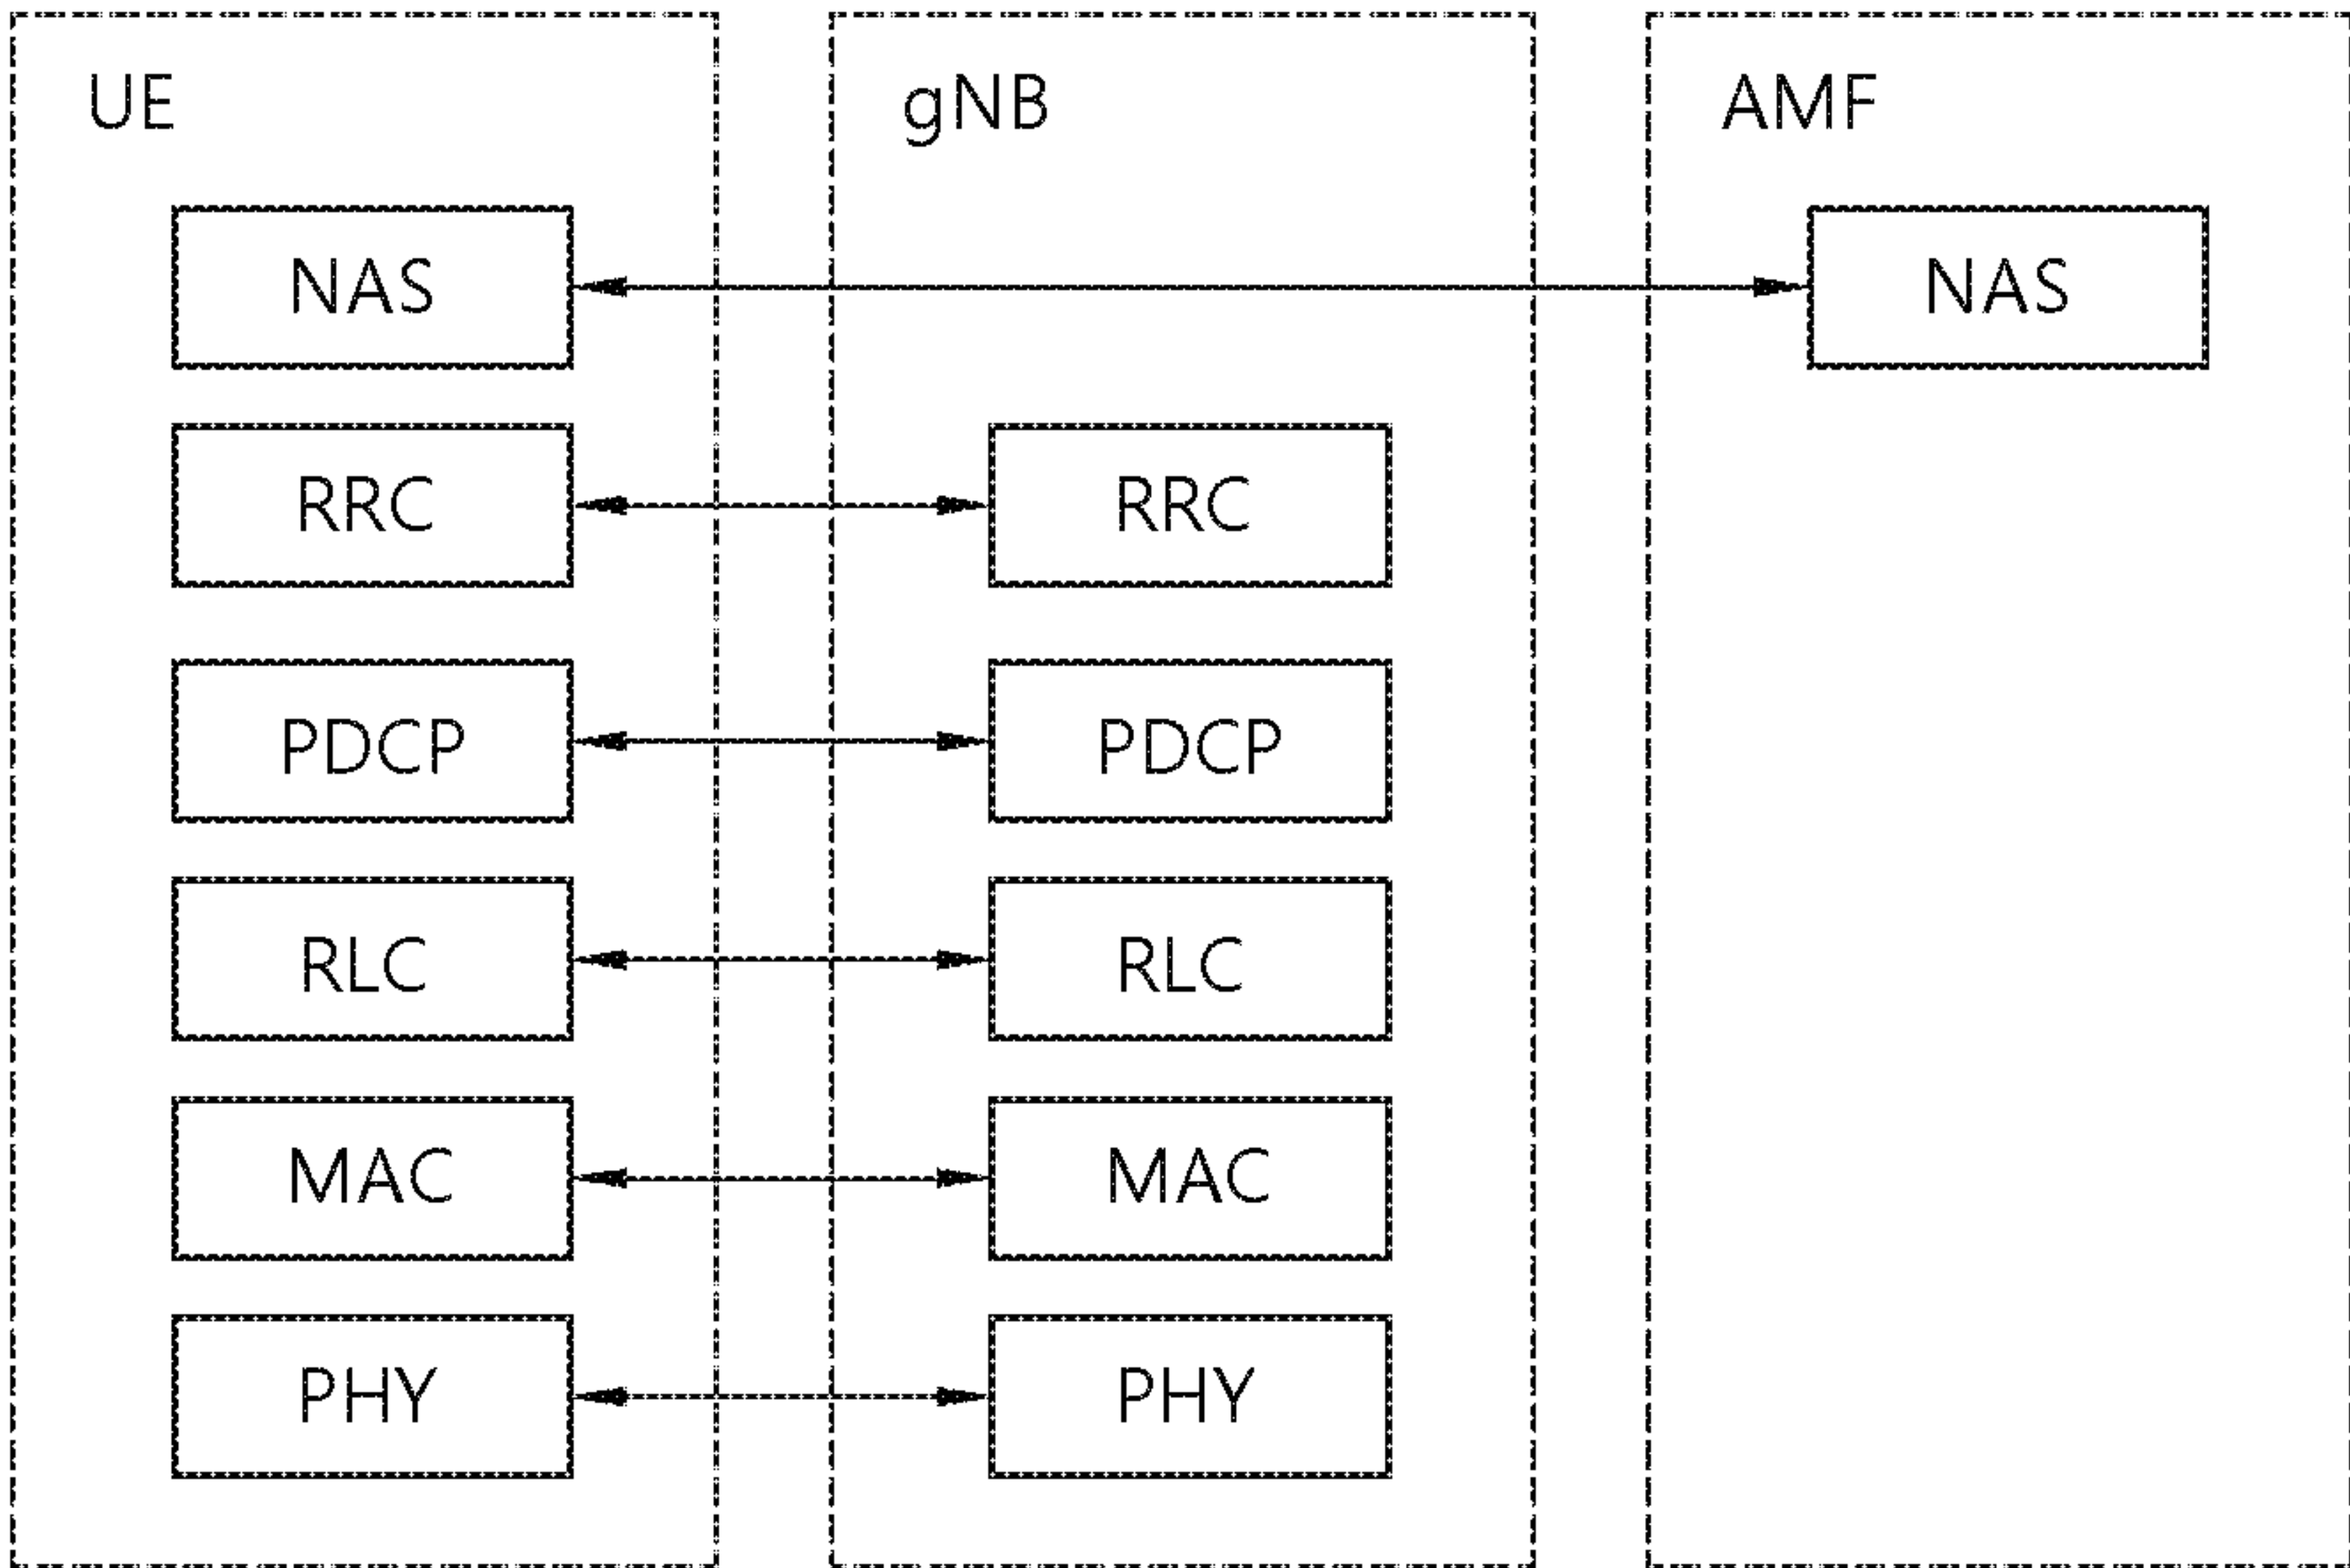 UE gNB AMF
NAS NAS
RRC RRC
PDCP PDCP
RLC RLC
MAC MAC
PHY PHY